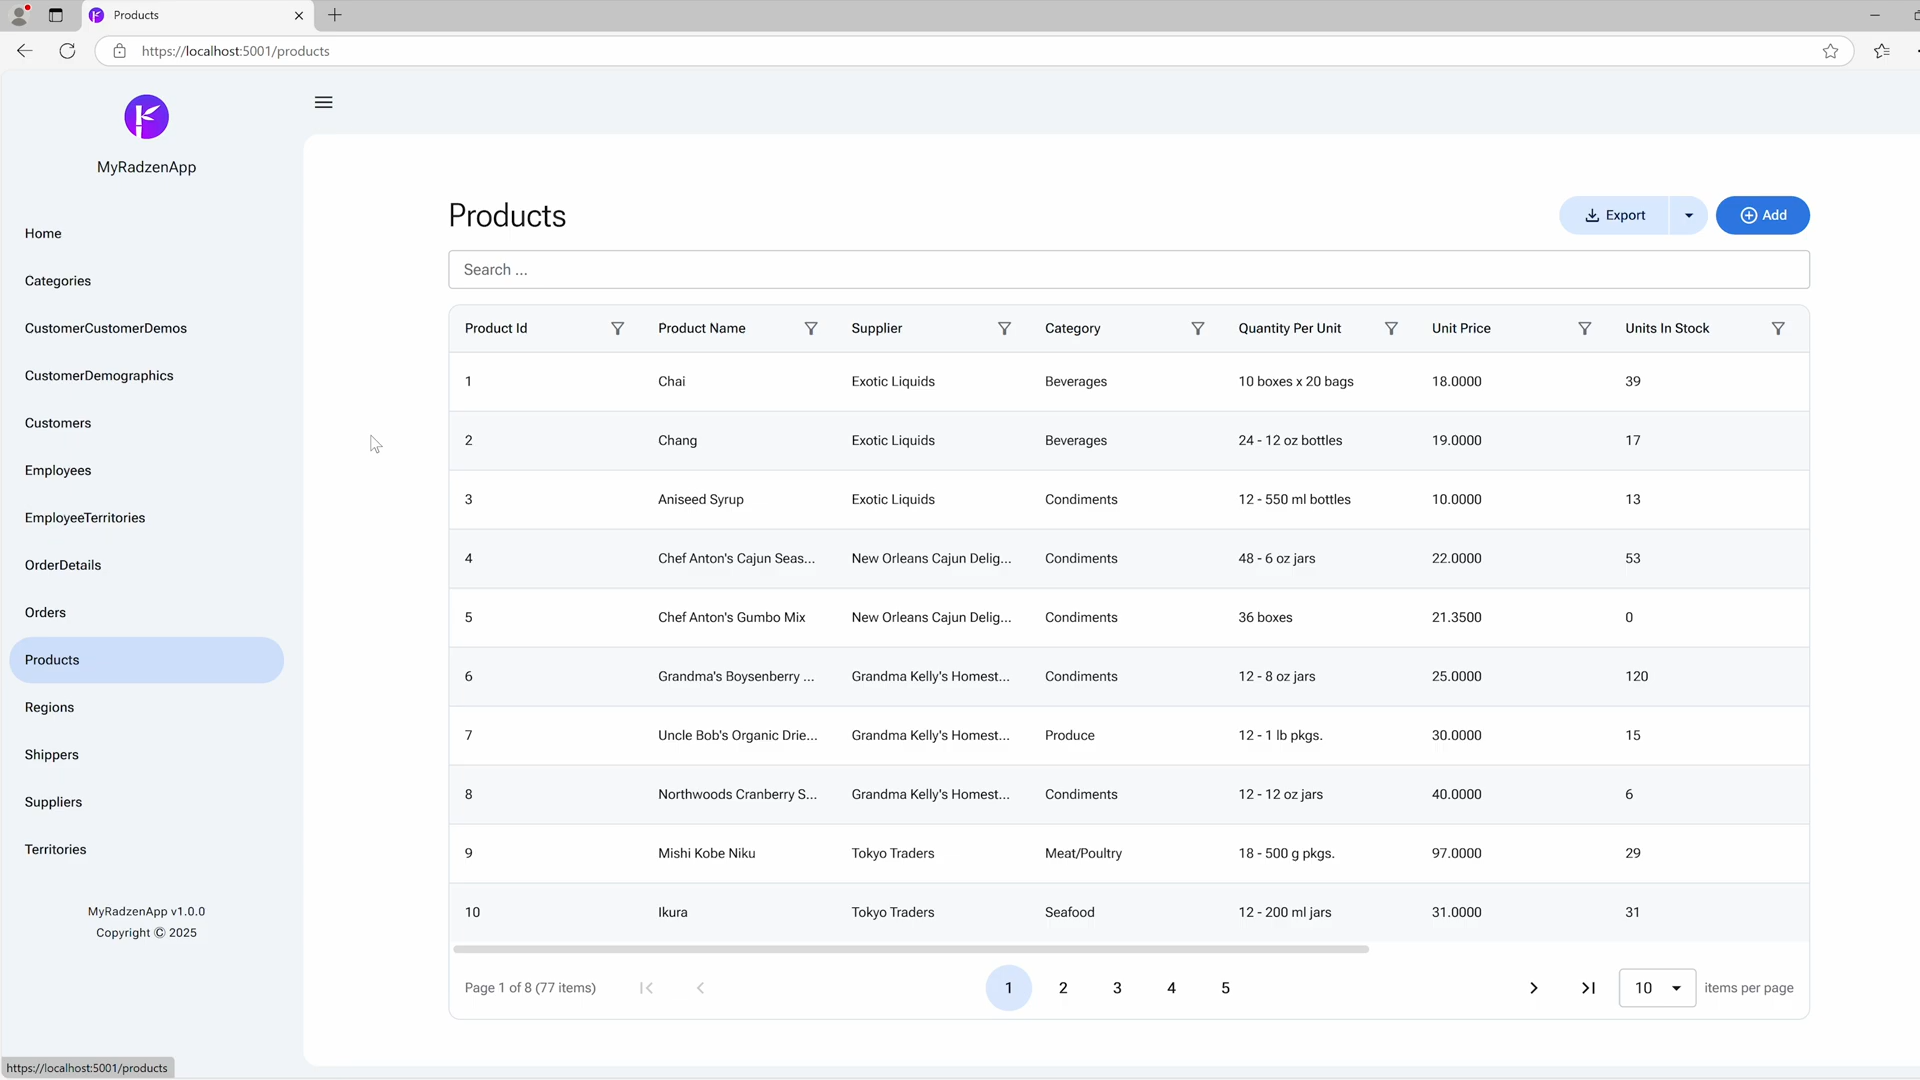 Products
https://localhost:5001/products
MyRadzenApp
Home
Categories
CustomerCustomerDemos
CustomerDemographics
Customers
Employees
EmployeeTerritories
OrderDetails
Orders
Products
Regions
Shippers
Suppliers
Territories
MyRadzenApp v1.0.0
Copyright © 2025
Products
Export
Add
Search ...
Product Id Product Name Supplier Category Quantity Per Unit Unit Price Units In Stock
1 Chai Exotic Liquids Beverages 10 boxes x 20 bags 18.0000 39
2 Chang Exotic Liquids Beverages 24 - 12 oz bottles 19.0000 17
3 Aniseed Syrup Exotic Liquids Condiments 12 - 550 ml bottles 10.0000 13
4 Chef Anton's Cajun Seas... New Orleans Cajun Delig... Condiments 48 - 6 oz jars 22.0000 53
5 Chef Anton's Gumbo Mix New Orleans Cajun Delig... Condiments 36 boxes 21.3500 0
6 Grandma's Boysenberry ... Grandma Kelly's Homest... Condiments 12 - 8 oz jars 25.0000 120
7 Uncle Bob's Organic Drie... Grandma Kelly's Homest... Produce 12 - 1 lb pkgs. 30.0000 15
8 Northwoods Cranberry S... Grandma Kelly's Homest... Condiments 12 - 12 oz jars 40.0000 6
9 Mishi Kobe Niku Tokyo Traders Meat/Poultry 18 - 500 g pkgs. 97.0000 29
10 Ikura Tokyo Traders Seafood 12 - 200 ml jars 31.0000 31
Page 1 of 8 (77 items) 1 2 3 4 5 10 items per page
https://localhost:5001/products